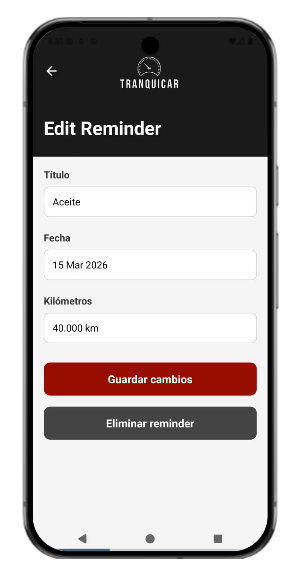 TRANQUICAR
Edit Reminder
Título
Aceite
Fecha
15 Mar 2026
Kilómetros
40.000 km
Guardar cambios
Eliminar reminder